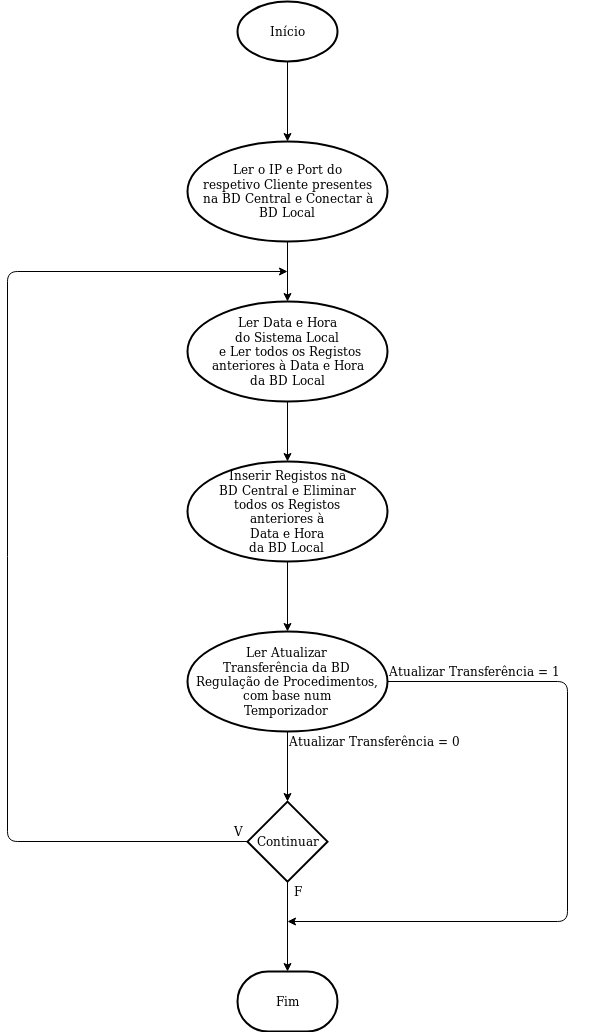 Início
Ler o IP e Port do
respetivo Cliente presentes
na BD Central e Conectar à
BD Local
Ler Data e Hora
do Sistema Local
e Ler todos os Registos
anteriores à Data e Hora
da BD Local
Inserir Registos na
BD Central e Eliminar
todos os Registos
anteriores à
Data e Hora
da BD Local
Ler Atualizar
Transferência da BD
Regulação de Procedimentos,
com base num
Temporizador
Atualizar Transferência = 1
Atualizar Transferência = 0
V
Continuar
F
Fim